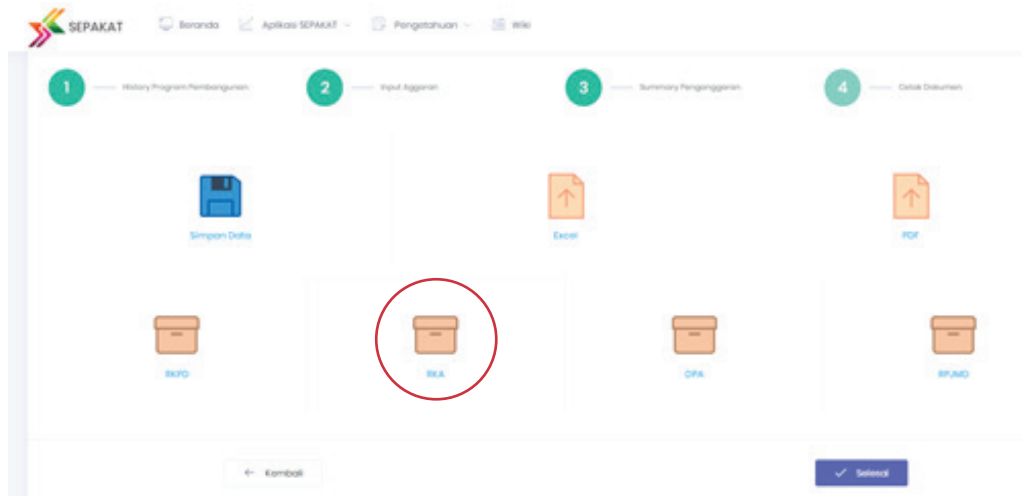 SEPAKAT Beranda Aplikasi SEPAKAT Pengetahuan Wiki
1 History Program Pembangunan 2 Input Aggaran 3 Summary Penganggaran 4 Cetak Dokumen
Simpan Data Excel PDF
RKPD RKA DPA RPJMD
← Kembali ✓ Selesai